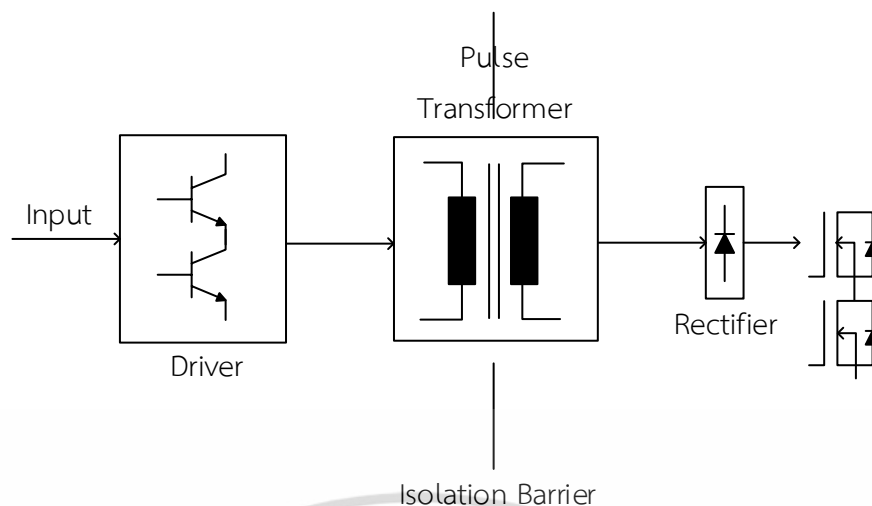 Pulse
Transformer
Input
Driver
Rectifier
Isolation Barrier